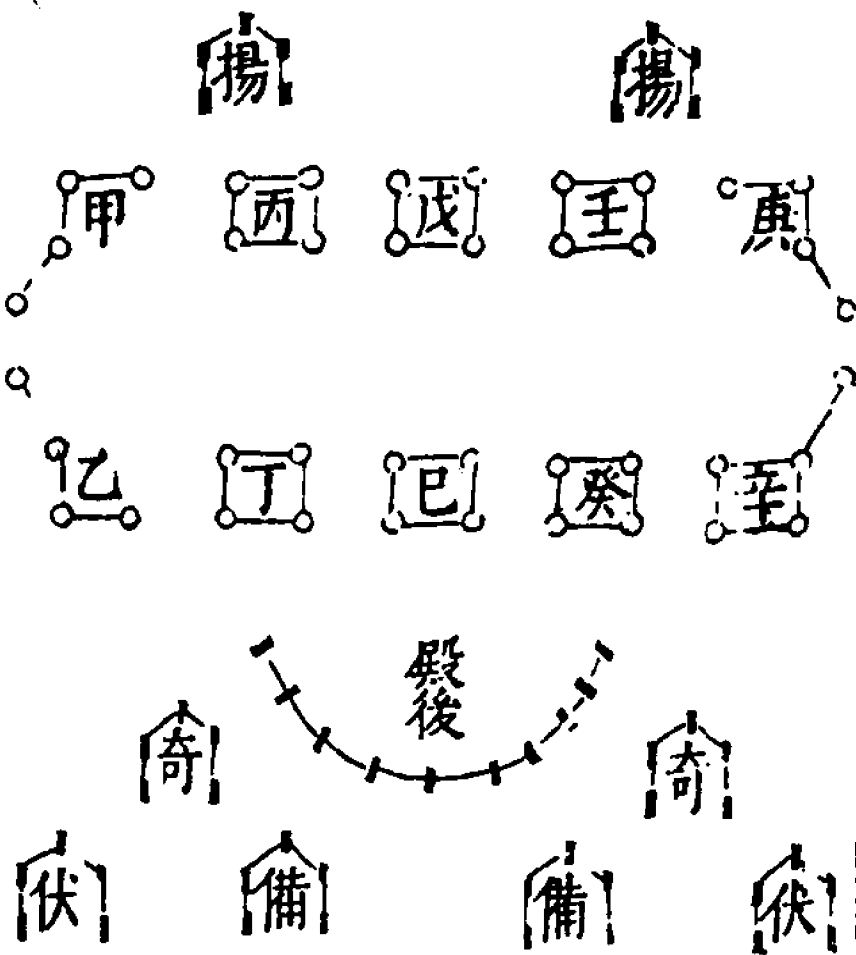 揚 揚
甲 丙 戊 壬 庚
乙 丁 巳 癸 辛
殿後
奇 奇
伏 備 備 伏